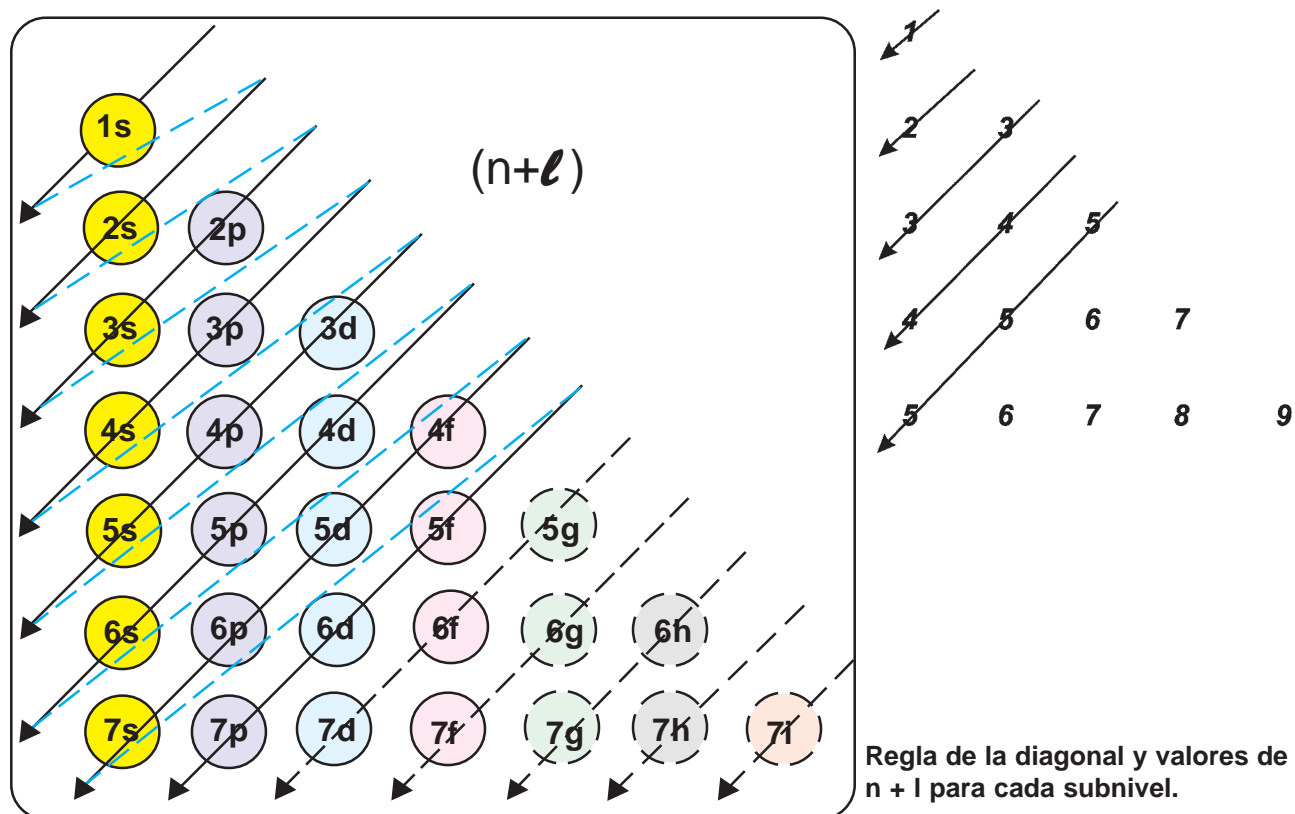 1s
(n+ℓ)
2s 2p
3s 3p 3d
4s 4p 4d 4f
5s 5p 5d 5f 5g
6s 6p 6d 6f 6g 6h
7s 7p 7d 7f 7g 7h 7i
1
2 3
3 4 5
4 5 6 7
5 6 7 8 9
Regla de la diagonal y valores de
n + l para cada subnivel.